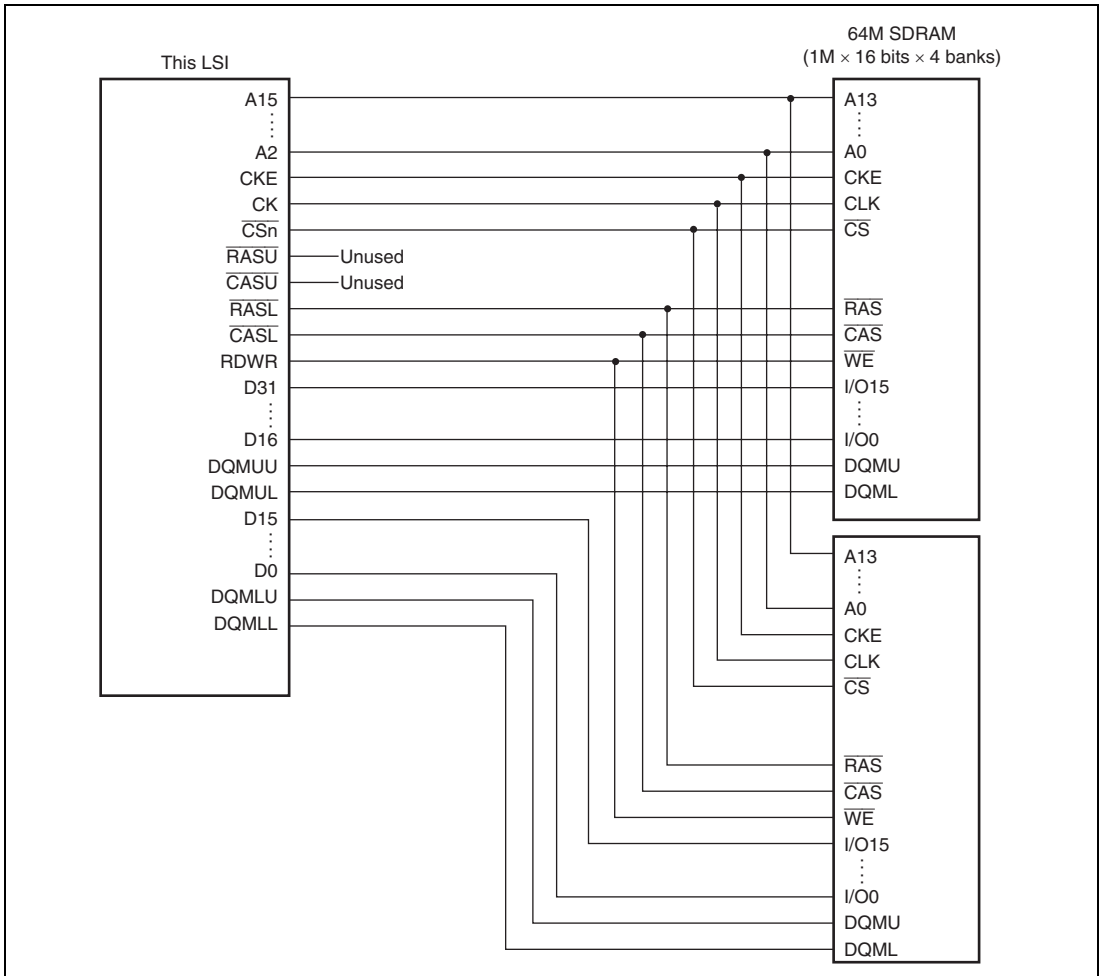 64M SDRAM
(1M × 16 bits × 4 banks)
This LSI
A15
A2
CKE
CK
CSn
RASU
Unused
CASU
Unused
RASL
CASL
RDWR
D31
D16
DQMUU
DQMUL
D15
D0
DQMLU
DQMLL
A13
A0
CKE
CLK
CS
RAS
CAS
WE
I/O15
I/O0
DQMU
DQML
A13
A0
CKE
CLK
CS
RAS
CAS
WE
I/O15
I/O0
DQMU
DQML